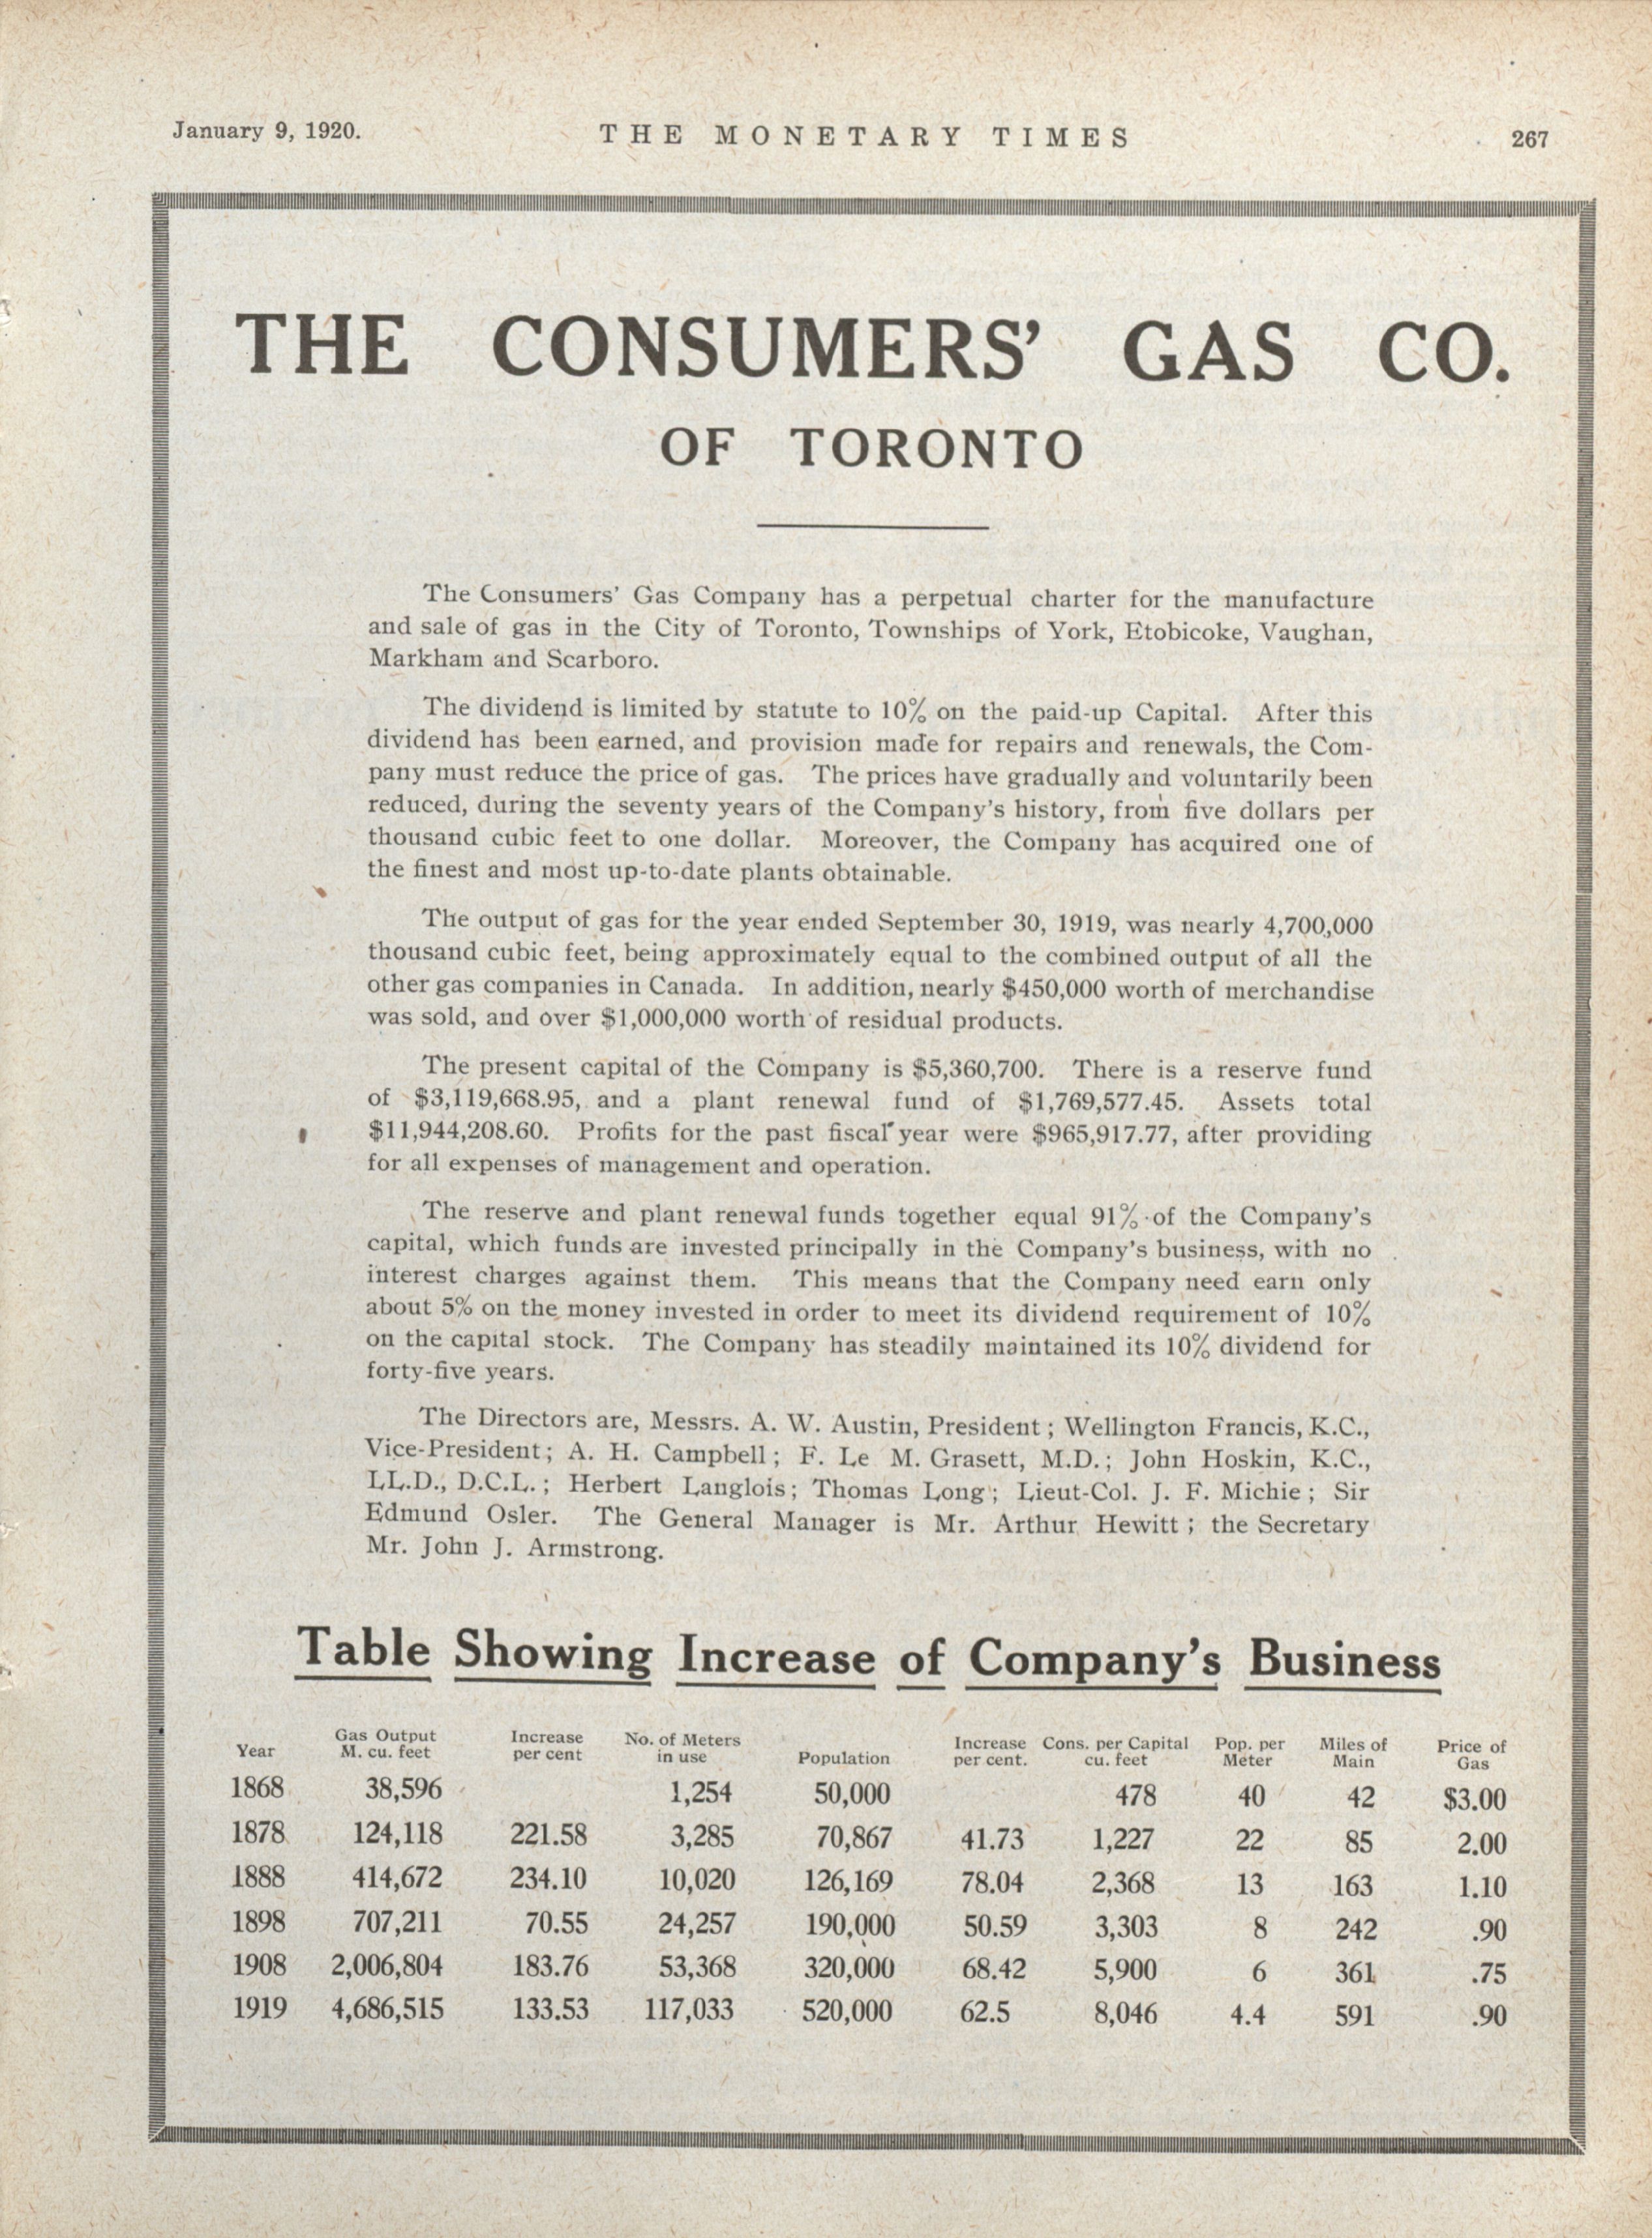 January 9, 1920. THE MONETARY TIMES 267
THE CONSUMERS' GAS CO.
OF TORONTO
The Consumers' Gas Company has a perpetual charter for the manufacture
and sale of gas in the City of Toronto, Townships of York, Etobicoke, Vaughan,
Markham and Scarboro.
The dividend is limited by statute to 10% on the paid-up Capital. After this
dividend has been earned, and provision made for repairs and renewals, the Com-
pany must reduce the price of gas. The prices have gradually and voluntarily been
reduced, during the seventy years of the Company's history, from five dollars per
thousand cubic feet to one dollar. Moreover, the Company has acquired one of
the finest and most up-to-date plants obtainable.
The output of gas for the year ended September 30, 1919, was nearly 4,700,000
thousand cubic feet, being approximately equal to the combined output of all the
other gas companies in Canada. In addition, nearly $450,000 worth of merchandise
was sold, and over $1,000,000 worth of residual products.
The present capital of the Company is $5,360,700. There is a reserve fund
of $3,119,668.95, and a plant renewal fund of $1,769,577.45. Assets total
$11,944,208.60. Profits for the past fiscal year were $965,917.77, after providing
for all expenses of management and operation.
The reserve and plant renewal funds together equal 91% of the Company's
capital, which funds are invested principally in the Company's business, with no
interest charges against them. This means that the Company need earn only
about 5% on the money invested in order to meet its dividend requirement of 10%
on the capital stock. The Company has steadily maintained its 10% dividend for
forty-five years.
The Directors are, Messrs. A. W. Austin, President; Wellington Francis, K.C.,
Vice-President; A. H. Campbell; F. Le M. Grasett, M.D.; John Hoskin, K.C.,
LL.D., D.C.L.; Herbert Langlois; Thomas Long; Lieut-Col. J. F. Michie; Sir
Edmund Osler. The General Manager is Mr. Arthur Hewitt; the Secretary
Mr. John J. Armstrong.
Table Showing Increase of Company's Business
Year Gas Output M. cu. feet Increase per cent No. of Meters in use Population Increase per cent. Cons. per Capital cu. feet Pop. per Meter Miles of Main Price of Gas
1868 38,596 1,254 50,000 478 40 42 $3.00
1878 124,118 221.58 3,285 70,867 41.73 1,227 22 85 2.00
1888 414,672 234.10 10,020 126,169 78.04 2,368 13 163 1.10
1898 707,211 70.55 24,257 190,000 50.59 3,303 8 242 .90
1908 2,006,804 183.76 53,368 320,000 68.42 5,900 6 361 .75
1919 4,686,515 133.53 117,033 520,000 62.5 8,046 4.4 591 .90